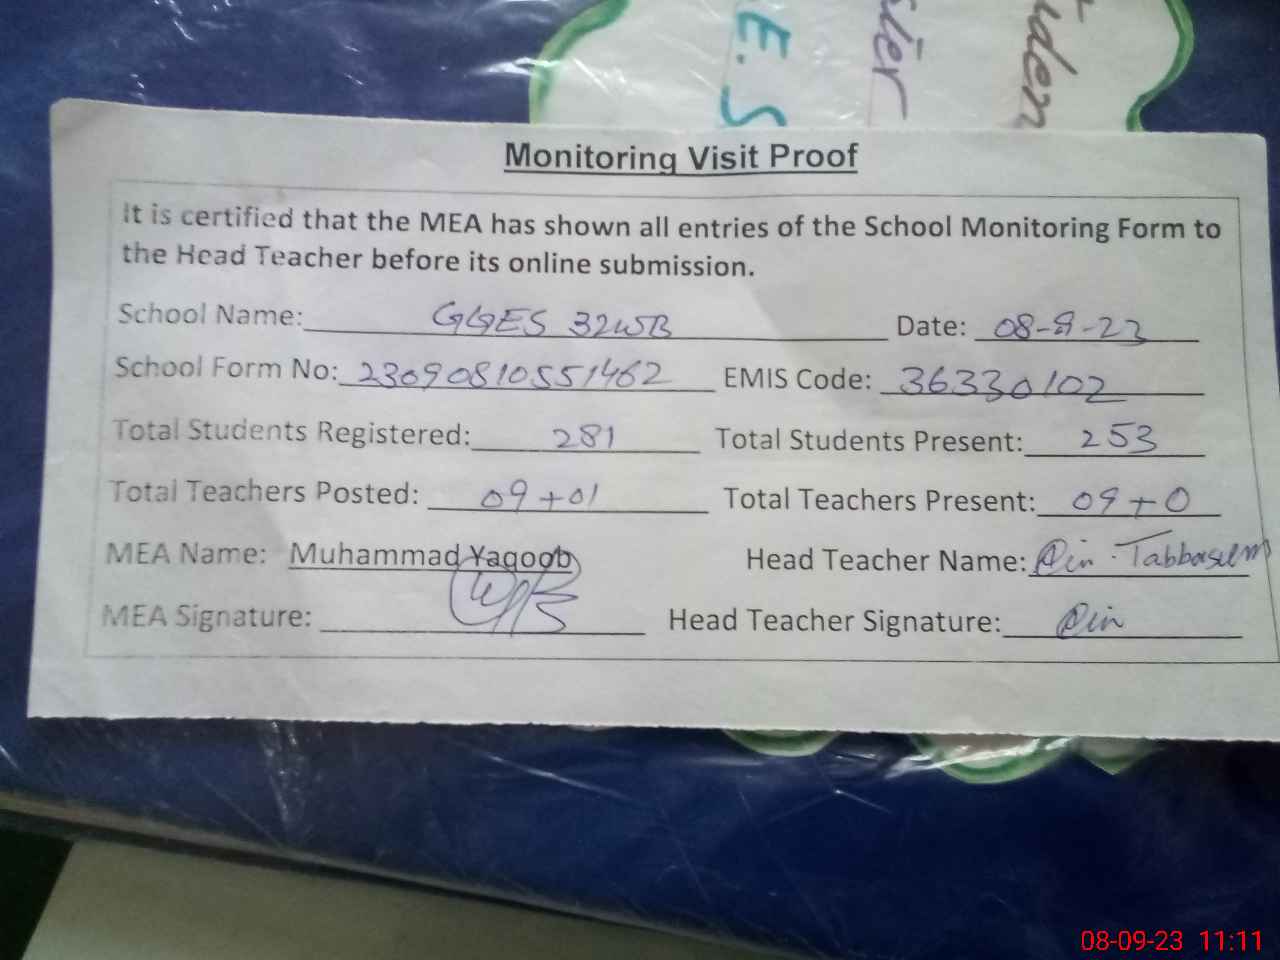 E. S
Monitoring Visit Proof
It is certified that the MEA has shown all entries of the School Monitoring Form to
the Head Teacher before its online submission.
School Name: GGES 32WB Date: 08-9-23
School Form No: 23090810551462 EMIS Code: 36330102
Total Students Registered: 281 Total Students Present: 253
Total Teachers Posted: 09+01 Total Teachers Present: 09+0
MEA Name: Muhammad Yaqoob Head Teacher Name: Tabbasum
MEA Signature: Head Teacher Signature:
08-09-23 11:11